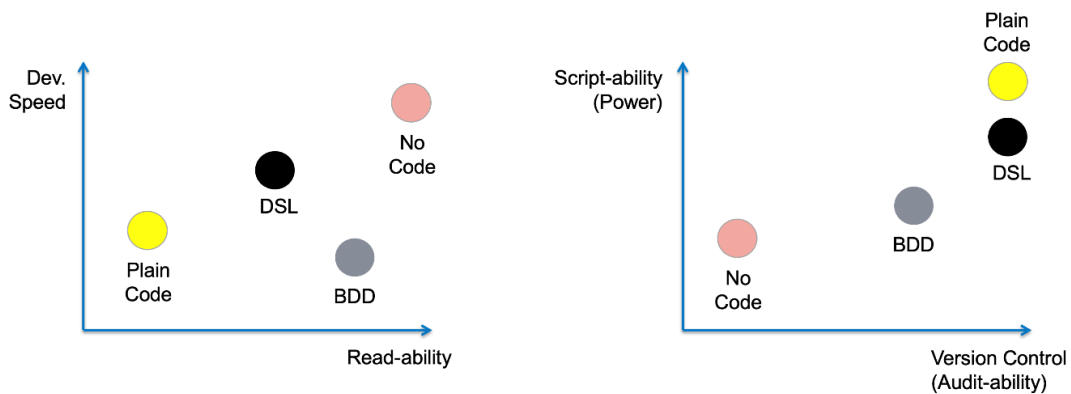 Dev.
Speed
No
Code
DSL
Plain
Code
BDD
Read-ability
Plain
Code
Script-ability
(Power)
DSL
BDD
No
Code
Version Control
(Audit-ability)